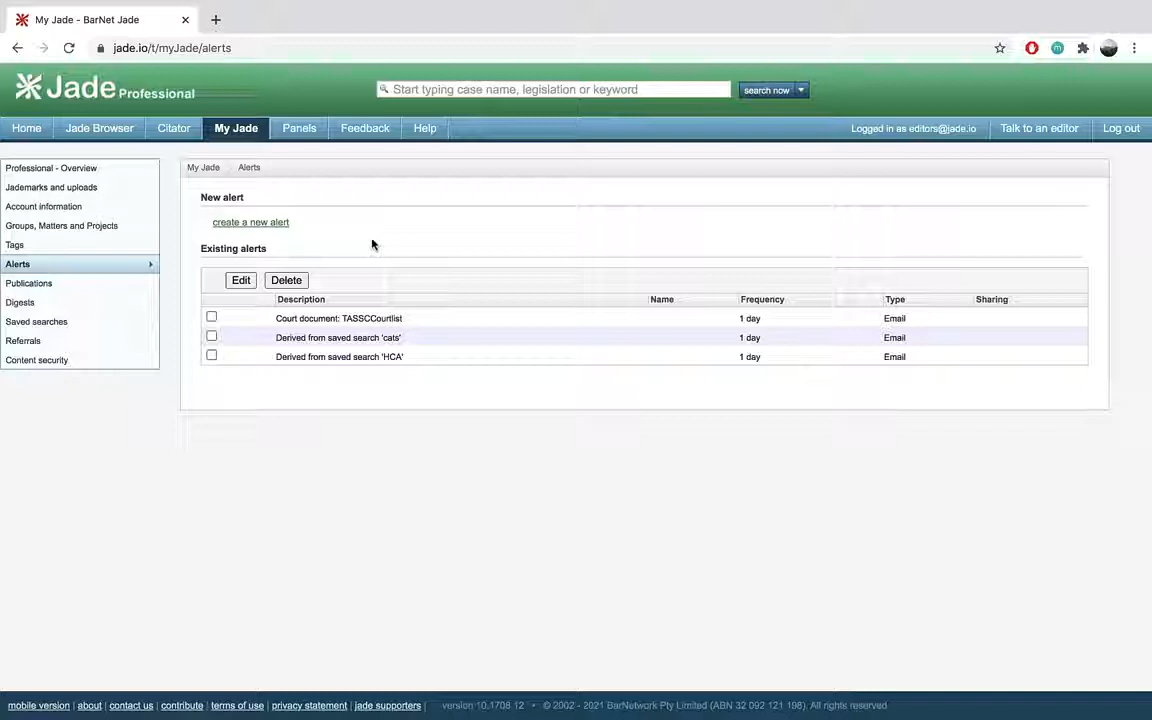 My Jade - BarNet Jade
jade.io/t/myJade/alerts
Jade Professional
Start typing case name, legislation or keyword
search now
Home Jade Browser Citator My Jade Panels Feedback Help Logged in as editors@jade.io Talk to an editor Log out
Professional - Overview
Jademarks and uploads
Account information
Groups, Matters and Projects
Tags
Alerts
Publications
Digests
Saved searches
Referrals
Content security
My Jade Alerts
New alert
create a new alert
Existing alerts
Edit Delete
Description Name Frequency Type Sharing
Court document: TASSCCourtlist 1 day Email
Derived from saved search 'cats' 1 day Email
Derived from saved search 'HCA' 1 day Email
mobile version | about | contact us | contribute | terms of use | privacy statement | jade supporters | version 10.1708 12 • © 2002 - 2021 BarNetwork Pty Limited (ABN 32 092 121 198). All rights reserved